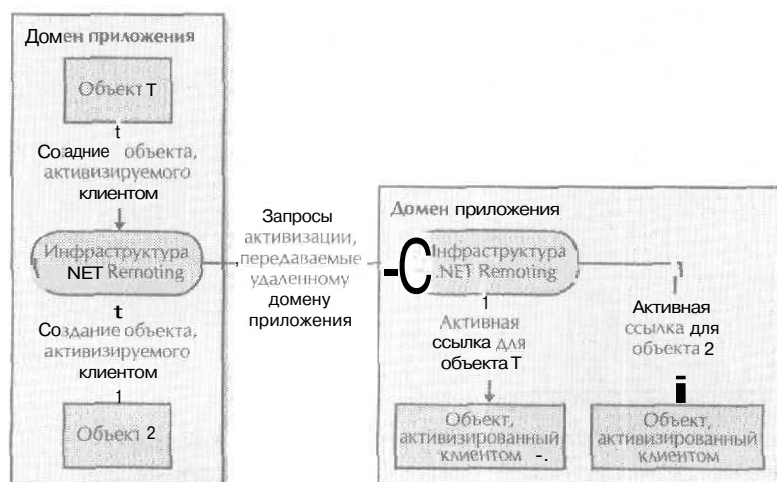 Домен приложения
Объект T
t
Создние объекта,
активизируемого
клиентом
Инфраструктура
NET Remoting
t
Создание объекта,
активизируемого
клиентом
1
Объект 2
Запросы
активизации,
передаваемые
удаленному
домену
приложения
Домен приложения
-C Инфраструктура
.NET Remoting
1
Активная
ссылка для
объекта T
Объект,
активизированный
клиентом -.
Активная
ссылка для
объекта 2
i
Объект,
активизированный
клиентом